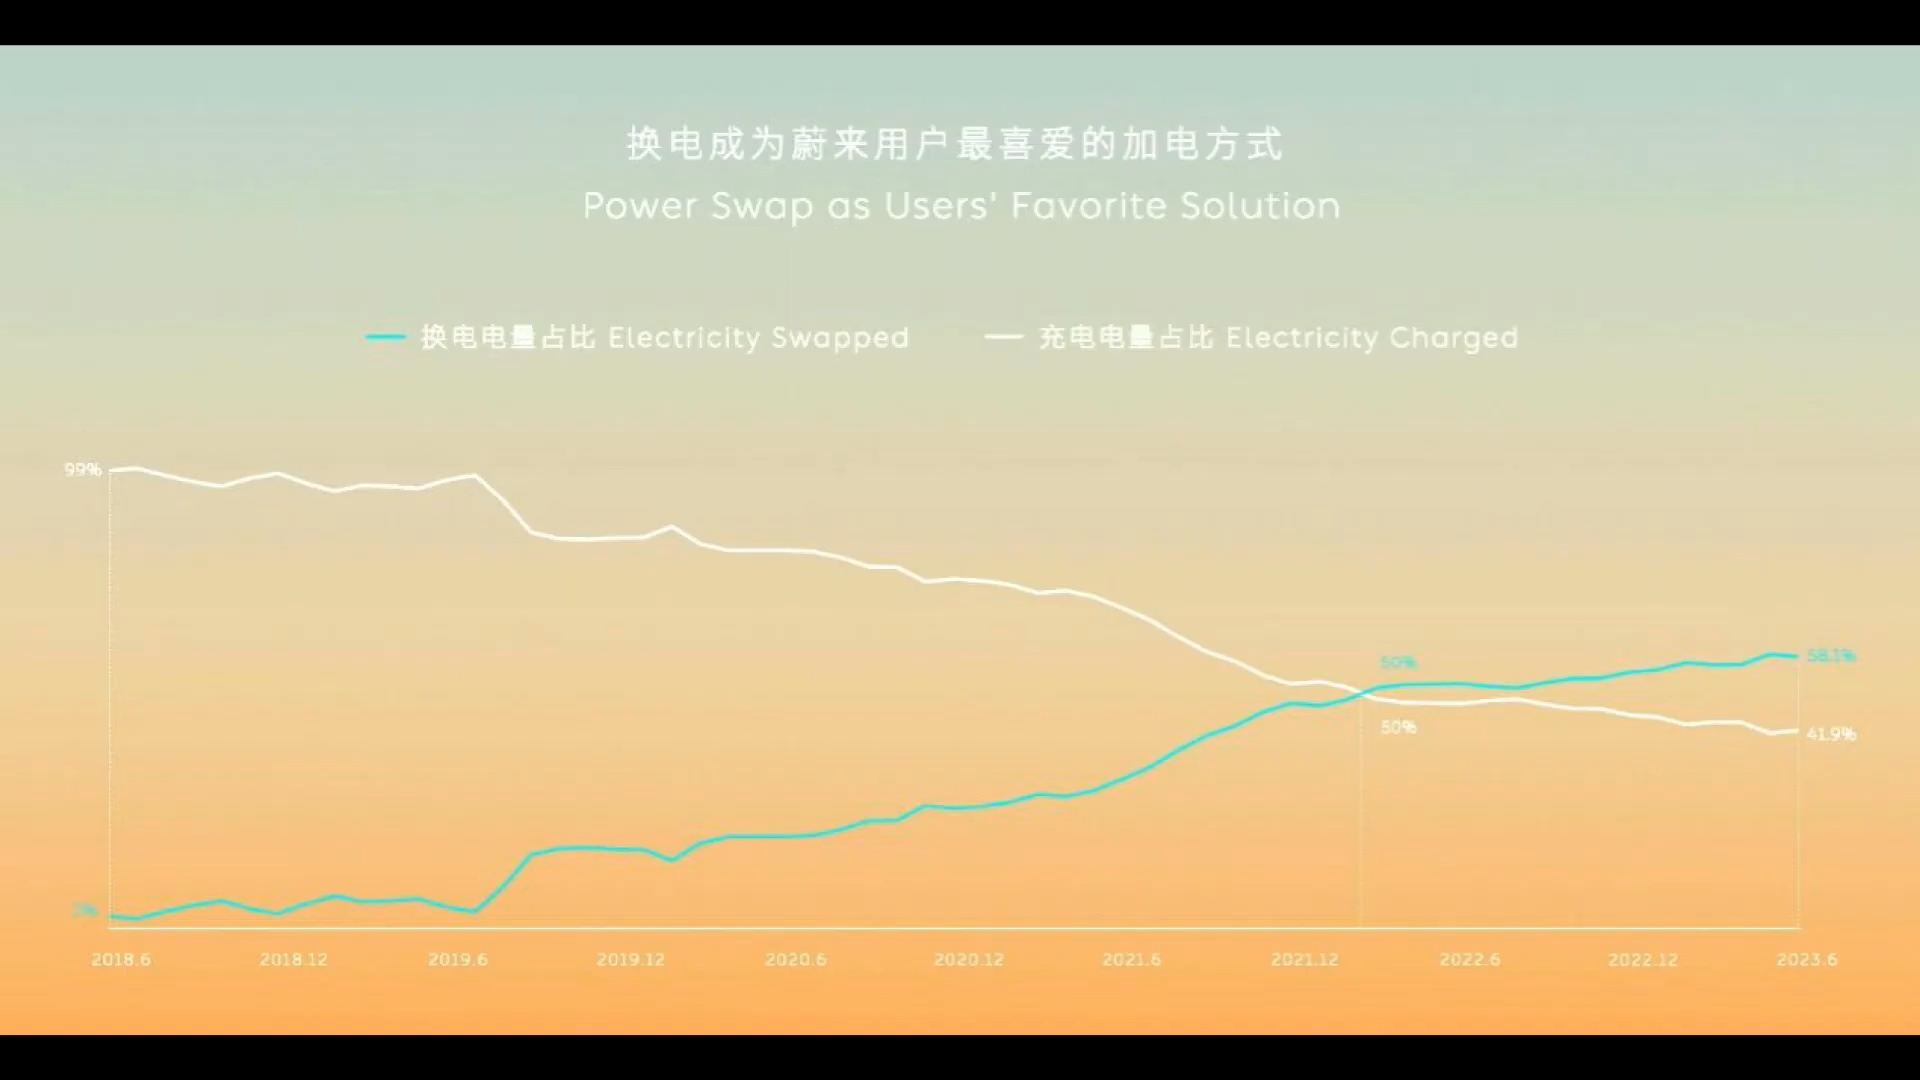 换电成为蔚来用户最喜爱的加电方式
Power Swap as Users' Favorite Solution
换电电量占比 Electricity Swapped
充电电量占比 Electricity Charged
99%
50%
58.1%
50%
41.9%
2018.6 2018.12 2019.6 2019.12 2020.6 2020.12 2021.6 2021.12 2022.6 2022.12 2023.6